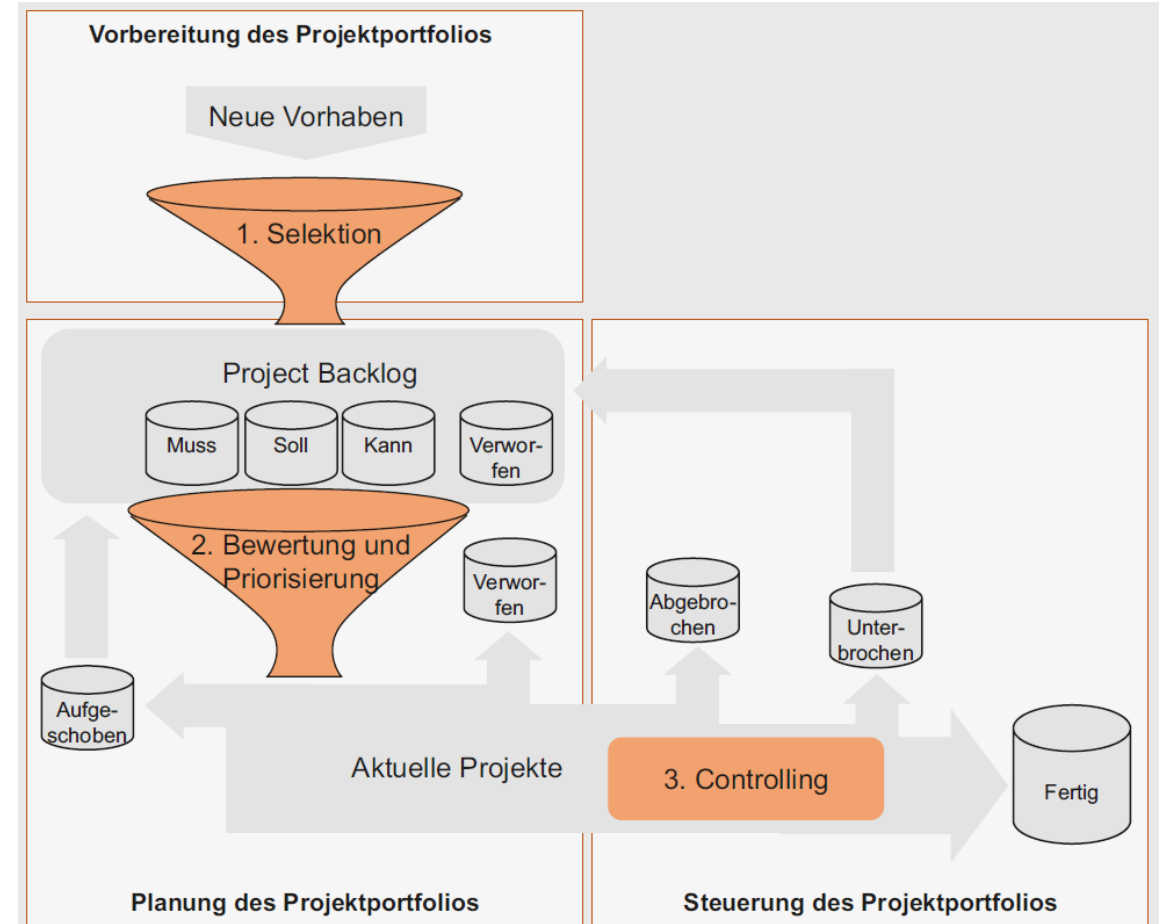 Vorbereitung des Projektportfolios
Neue Vorhaben
1. Selektion
Project Backlog
Muss
Soll
Kann
Verwor-
fen
2. Bewertung und
Priorisierung
Verwor-
fen
Aufge-
schoben
Abgebro-
chen
Unter-
brochen
Aktuelle Projekte
3. Controlling
Fertig
Planung des Projektportfolios
Steuerung des Projektportfolios